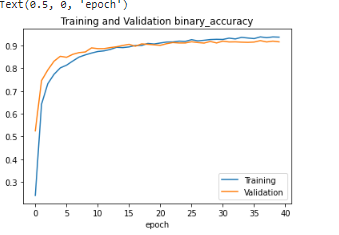 Text(0.5, 0, 'epoch')
Training and Validation binary_accuracy
0.9
0.8
0.7
0.6
0.5
0.4
0.3
Training
Validation
0 5 10 15 20 25 30 35 40
epoch